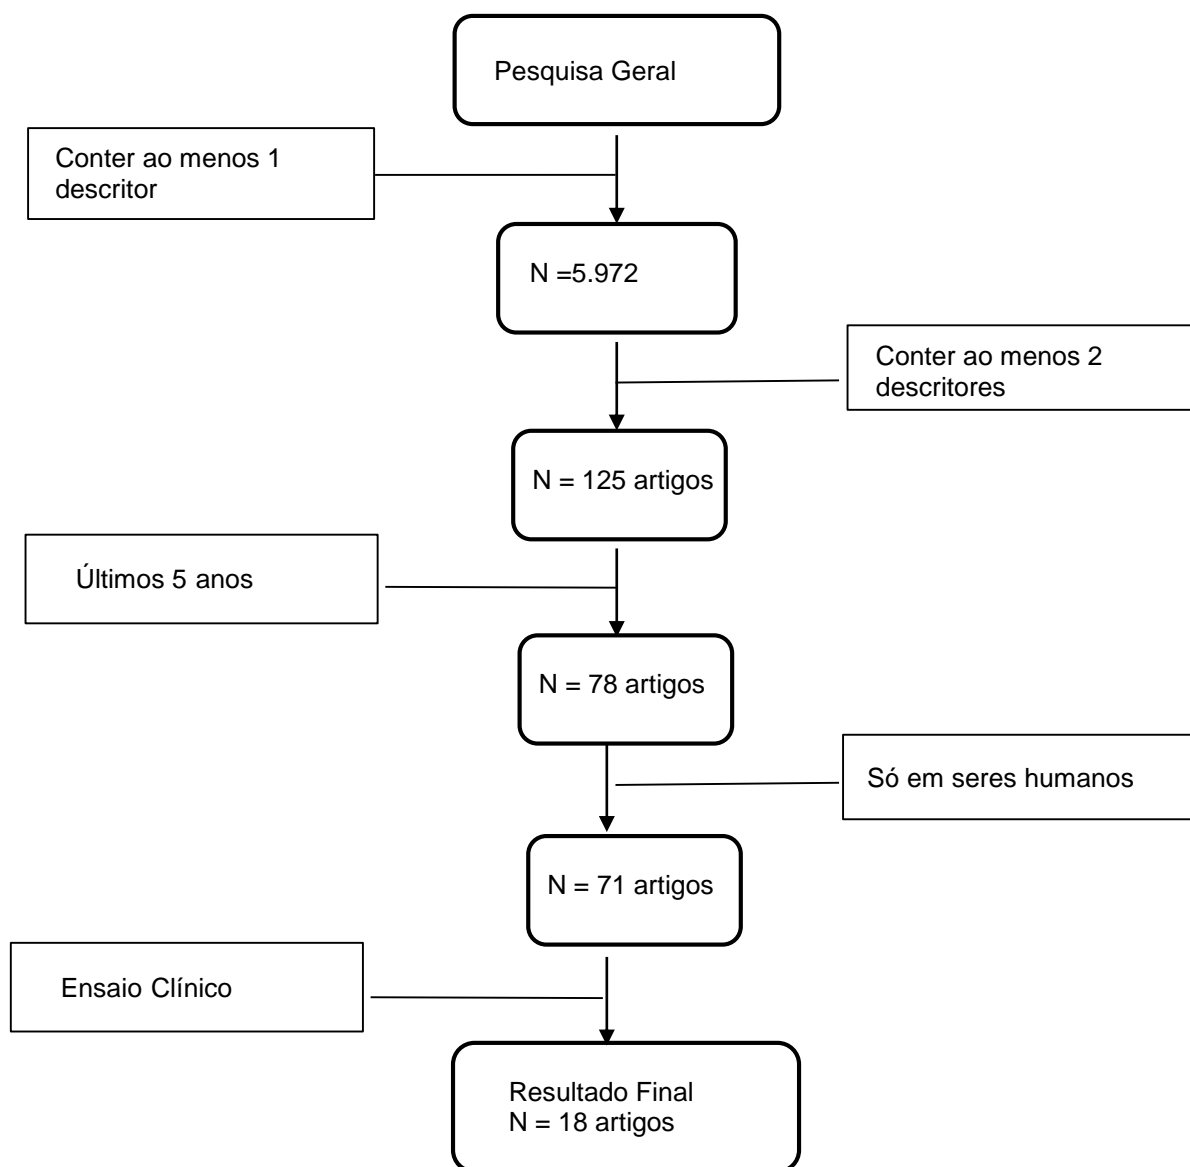 Pesquisa Geral
Conter ao menos 1
descritor
N =5.972
Conter ao menos 2
descritores
N = 125 artigos
Últimos 5 anos
N = 78 artigos
Só em seres humanos
N = 71 artigos
Ensaio Clínico
Resultado Final
N = 18 artigos